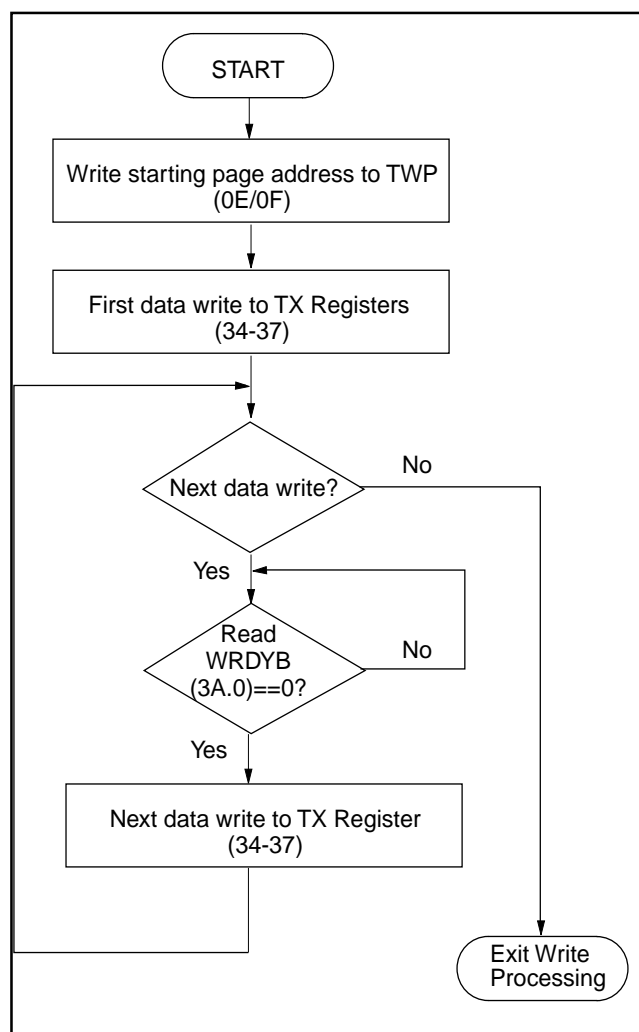 START
Write starting page address to TWP
(0E/0F)
First data write to TX Registers
(34-37)
No
Next data write?
Yes
Read
WRDYB
(3A.0)==0?
No
Yes
Next data write to TX Register
(34-37)
Exit Write
Processing